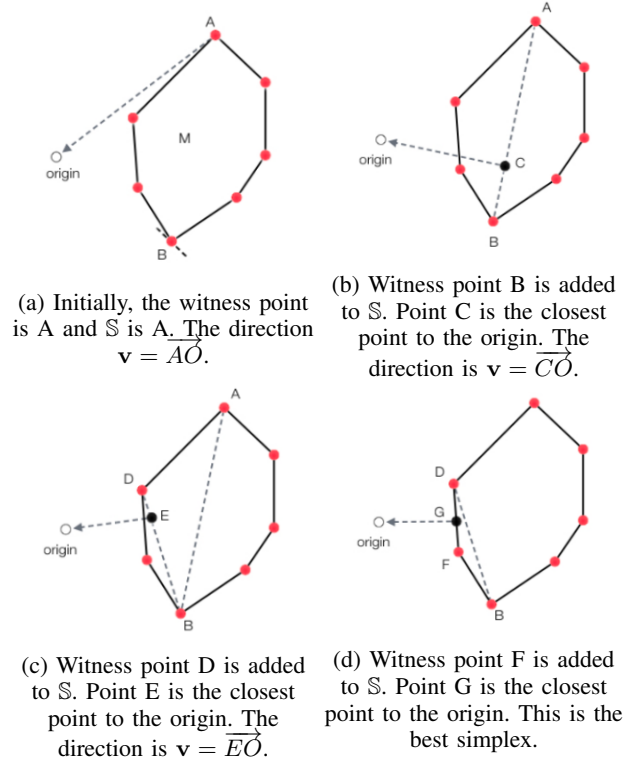 A
M
origin
B
(a) Initially, the witness point
is A and 𝕊 is A. The direction
v = AO.
A
origin
C
B
(b) Witness point B is added
to 𝕊. Point C is the closest
point to the origin. The
direction is v = CO.
A
D
E
origin
B
(c) Witness point D is added
to 𝕊. Point E is the closest
point to the origin. The
direction is v = EO.
D
G
origin
F
B
(d) Witness point F is added
to 𝕊. Point G is the closest
point to the origin. This is the
best simplex.